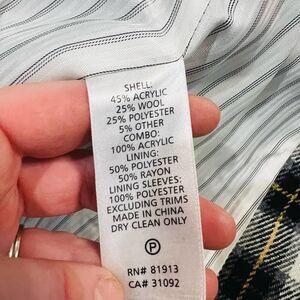 SHELL:
45% ACRYLIC
25% WOOL
25% POLYESTER
5% OTHER
COMBO:
100% ACRYLIC
LINING:
50% POLYESTER
50% RAYON
LINING SLEEVES:
100% POLYESTER
EXCLUDING TRIMS
MADE IN CHINA
DRY CLEAN ONLY
P
RN# 81913
CA# 31092